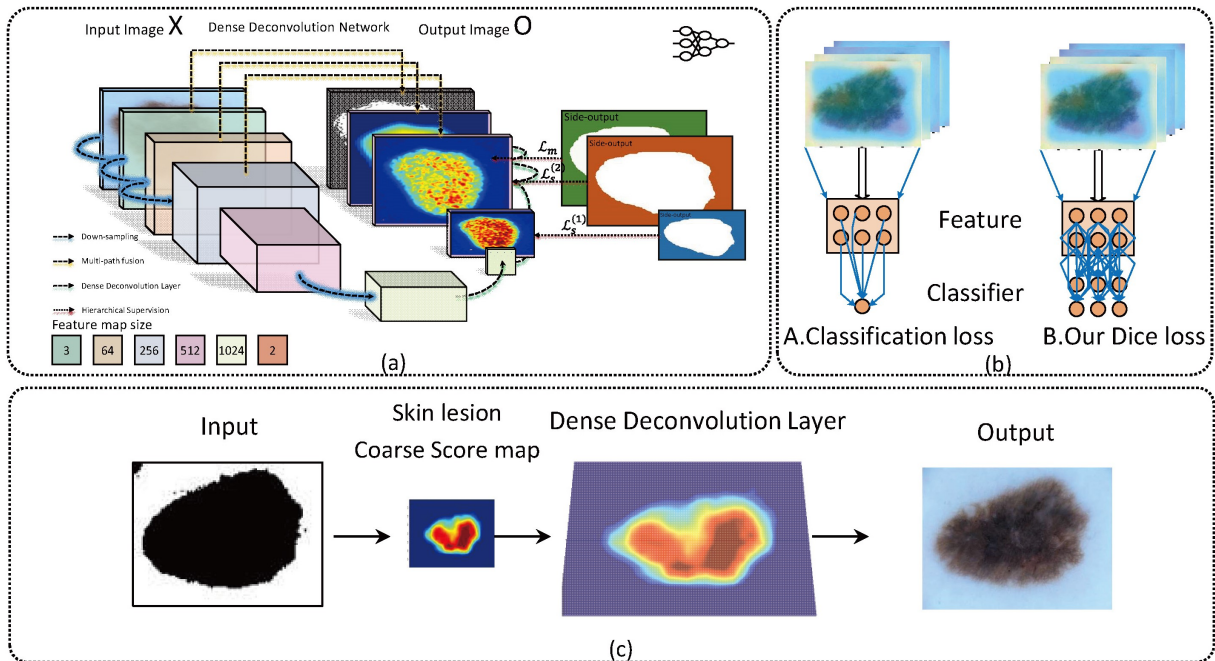 Input Image X Dense Deconvolution Network Output Image O
Side-output
Side-output
Side-output
ℒm
ℒs(2)
ℒs(1)
Down-sampling
Multi-path fusion
Dense Deconvolution Layer
Hierarchical Supervision
Feature map size
3 64 256 512 1024 2
(a)
Feature
Classifier
A.Classification loss B.Our Dice loss
(b)
Input
Skin lesion
Coarse Score map
Dense Deconvolution Layer
Output
(c)